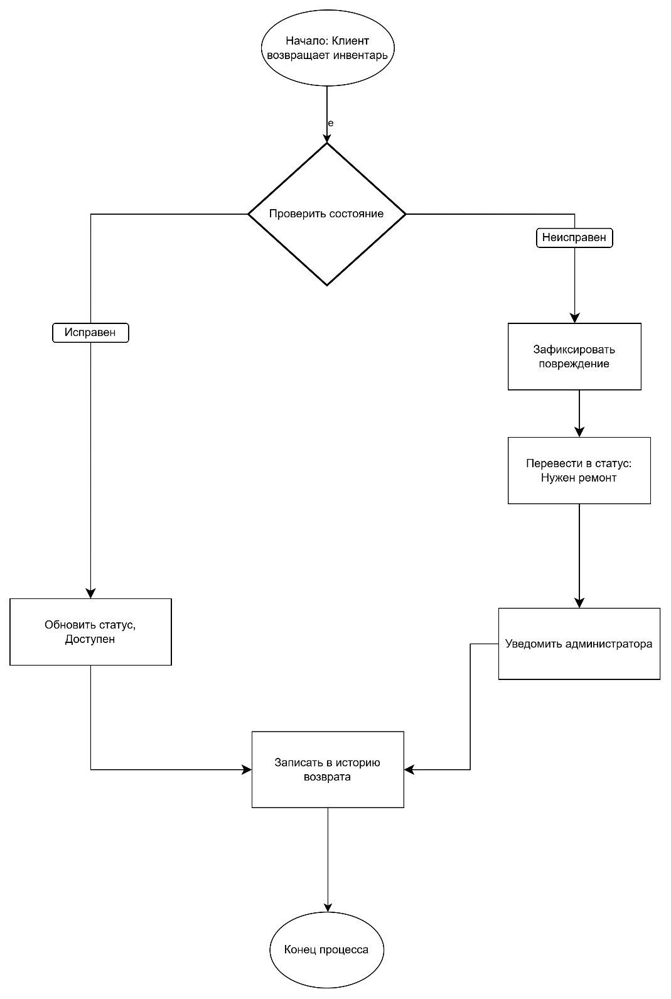 Начало: Клиент
возвращает инвентарь
е
Проверить состояние
Неисправен
Исправен
Зафиксировать
повреждение
Перевести в статус:
Нужен ремонт
Обновить статус,
Доступен
Уведомить администратора
Записать в историю
возврата
Конец процесса